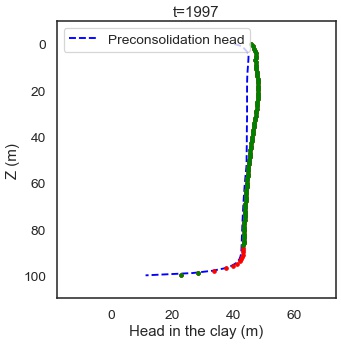 t=1997
Preconsolidation head
0
20
40
60
80
100
Z (m)
0 20 40 60
Head in the clay (m)